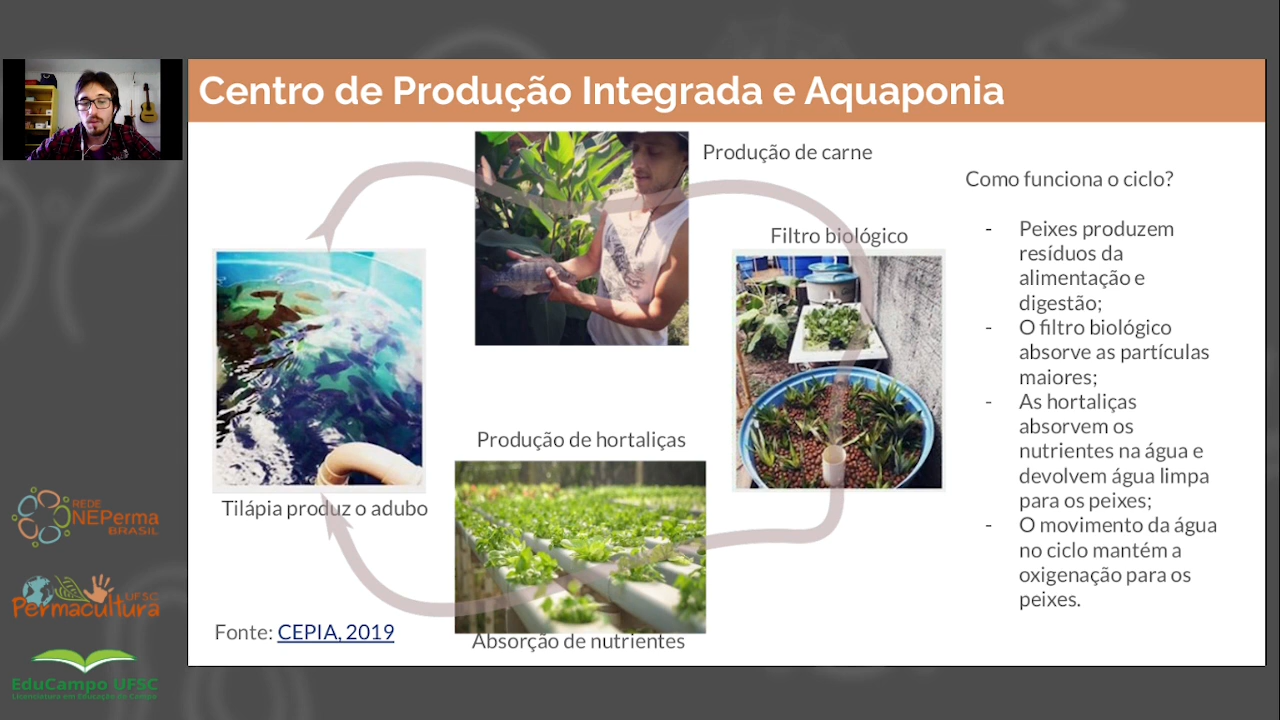 Centro de Produção Integrada e Aquaponia
Produção de carne
Como funciona o ciclo?
Filtro biológico
- Peixes produzem
resíduos da
alimentação e
digestão;
- O filtro biológico
absorve as partículas
maiores;
- As hortaliças
absorvem os
nutrientes na água e
devolvem água limpa
para os peixes;
- O movimento da água
no ciclo mantém a
oxigenação para os
peixes.
Produção de hortaliças
Tilápia produz o adubo
Fonte: CEPIA, 2019
Absorção de nutrientes
REDE
NEPerma
BRASIL
UFSC
Permacultura
EduCampo UFSC
Licenciatura em Educação do Campo